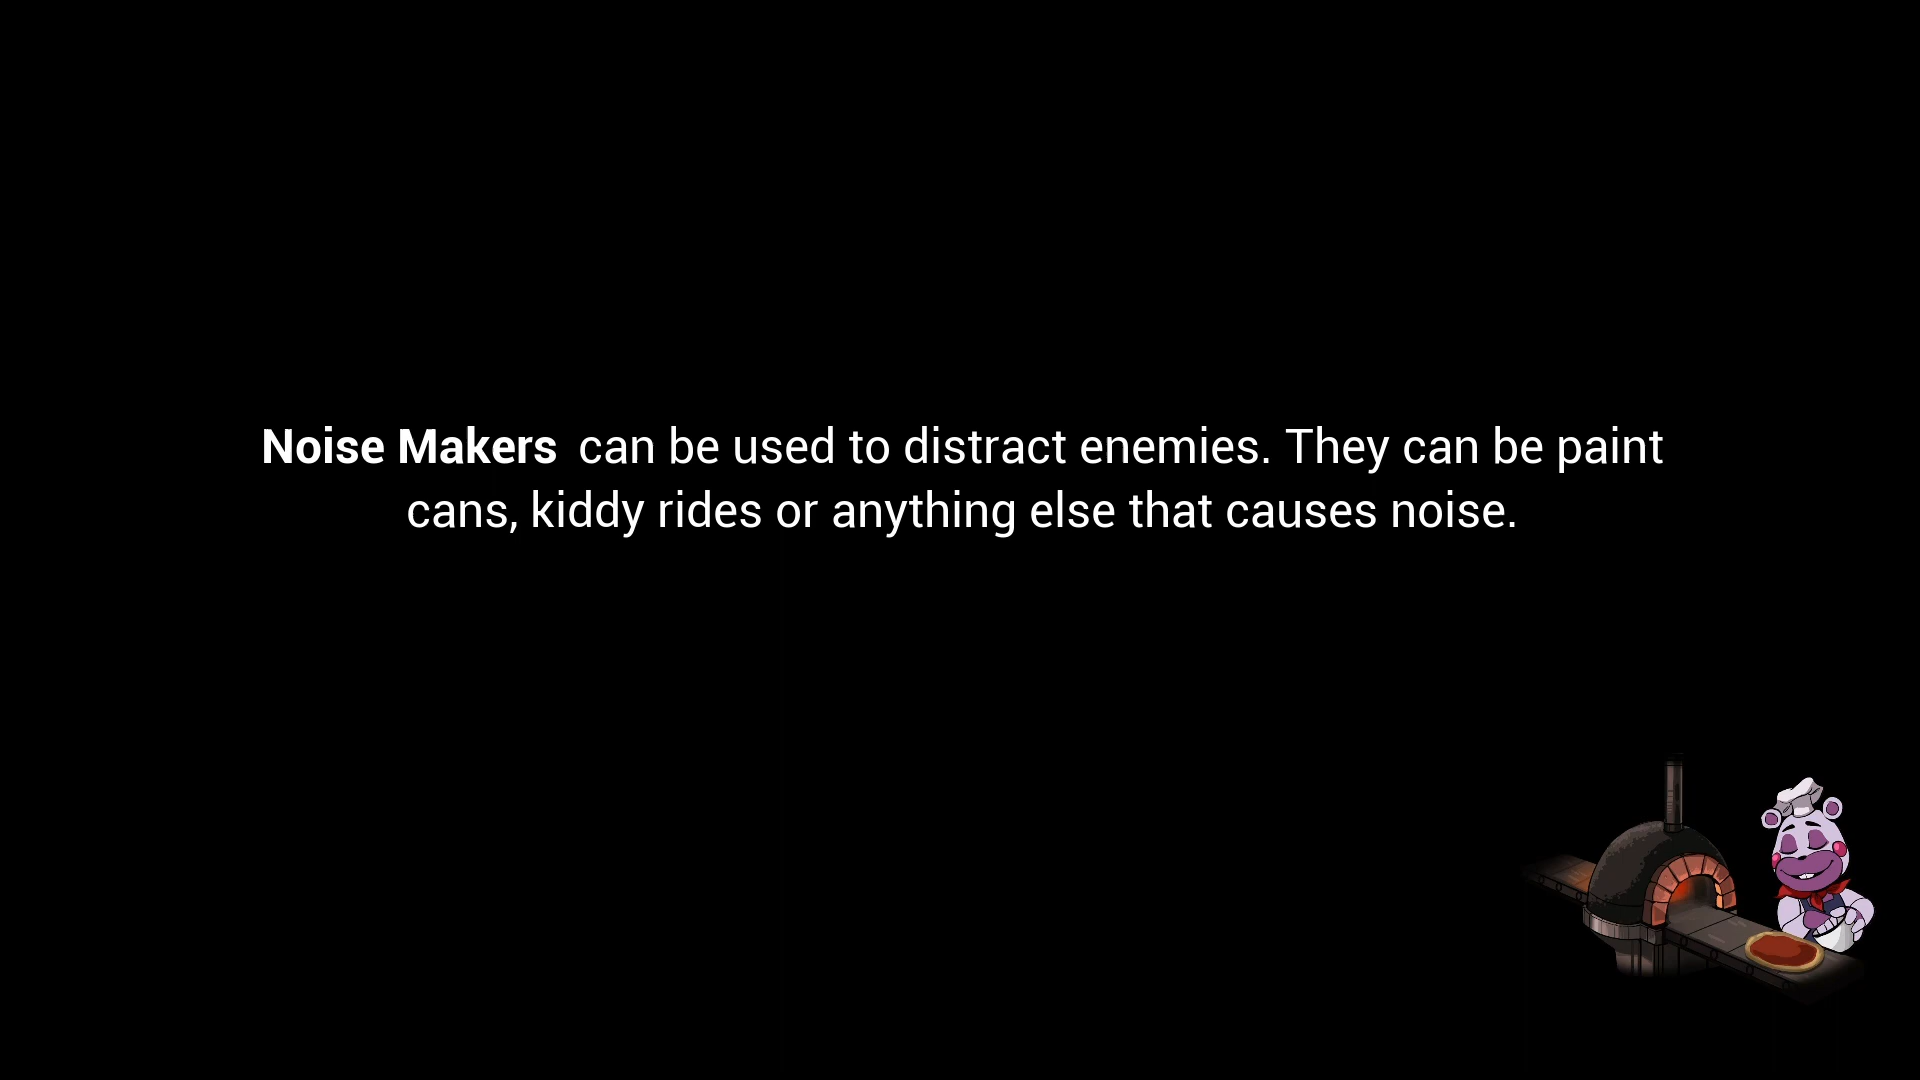 Noise Makers can be used to distract enemies. They can be paint
cans, kiddy rides or anything else that causes noise.